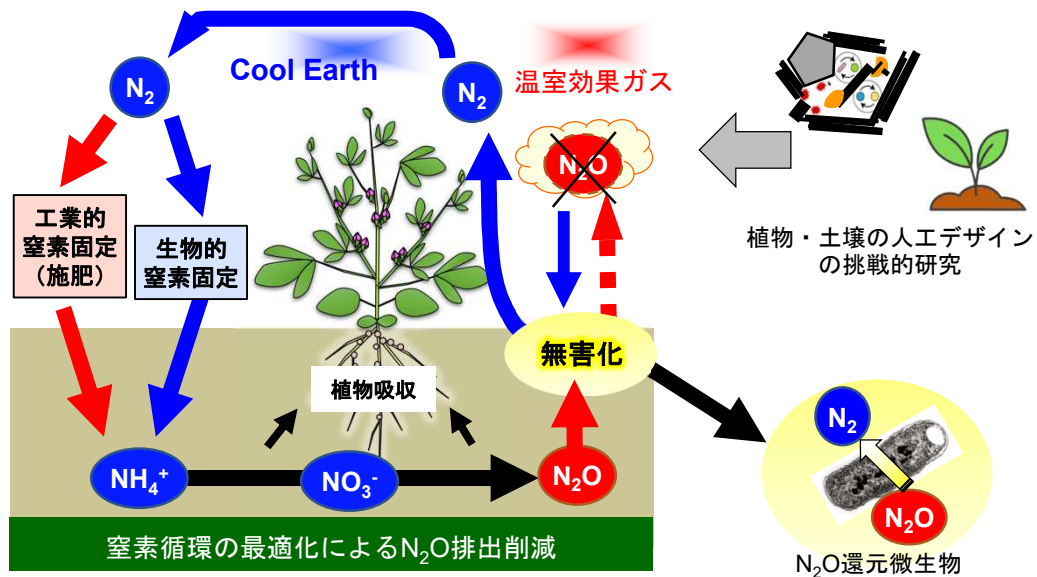 Cool Earth
温室効果ガス
N₂
N₂
N₂O
工業的
窒素固定
（施肥）
生物的
窒素固定
植物・土壌の人工デザイン
の挑戦的研究
無害化
植物吸収
N₂
NH₄⁺
NO₃⁻
N₂O
N₂O
窒素循環の最適化によるN₂O排出削減
N₂O還元微生物